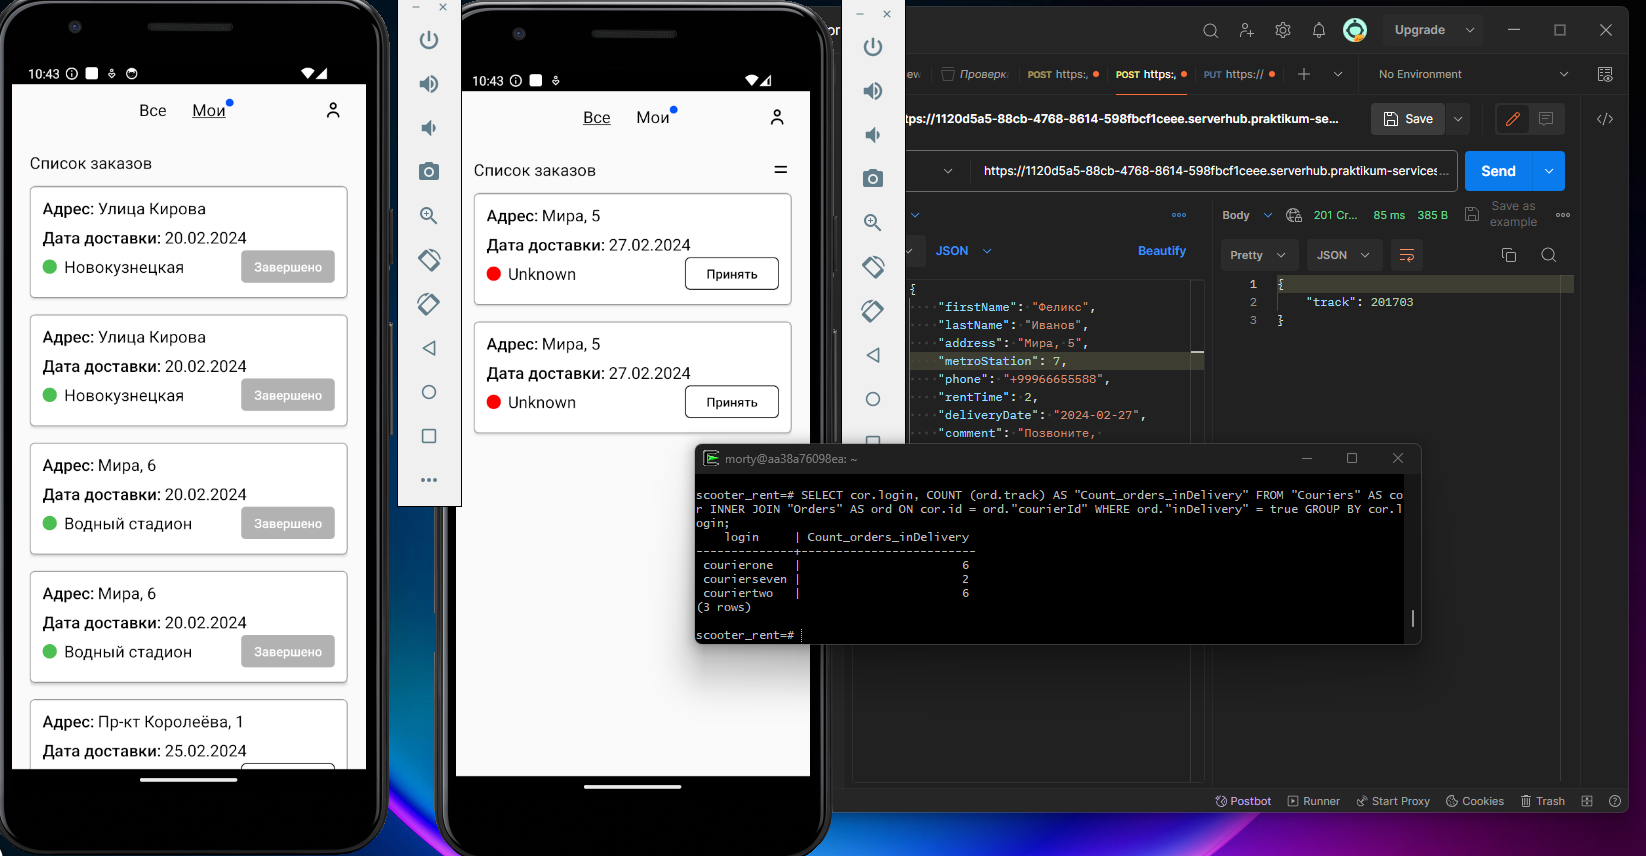 10:43
Все Мои
Список заказов
Адрес: Улица Кирова
Дата доставки: 20.02.2024
Новокузнецкая Завершено
Адрес: Улица Кирова
Дата доставки: 20.02.2024
Новокузнецкая Завершено
Адрес: Мира, 6
Дата доставки: 20.02.2024
Водный стадион Завершено
Адрес: Мира, 6
Дата доставки: 20.02.2024
Водный стадион Завершено
Адрес: Пр-кт Королеёва, 1
Дата доставки: 25.02.2024
10:43
Все Мои
Список заказов
Адрес: Мира, 5
Дата доставки: 27.02.2024
Unknown Принять
Адрес: Мира, 5
Дата доставки: 27.02.2024
Unknown Принять
or
Upgrade
ew Проверк POST https:, POST https:, PUT https:// No Environment
tps://1120d5a5-88cb-4768-8614-598fbcf1ceee.serverhub.praktikum-se... Save
https://1120d5a5-88cb-4768-8614-598fbcf1ceee.serverhub.praktikum-services... Send
Body 201 Cr... 85 ms 385 B Save as example
JSON Beautify
Pretty JSON
{
"firstName": "Феликс",
"lastName": "Иванов",
"address": "Мира, 5",
"metroStation": 7,
"phone": "+99966655588",
"rentTime": 2,
"deliveryDate": "2024-02-27",
"comment": "Позвоните,
1 {
2 "track": 201703
3 }
morty@aa38a76098ea: ~
scooter_rent=# SELECT cor.login, COUNT (ord.track) AS "Count_orders_inDelivery" FROM "Couriers" AS co
r INNER JOIN "Orders" AS ord ON cor.id = ord."courierId" WHERE ord."inDelivery" = true GROUP BY cor.l
ogin;
login | Count_orders_inDelivery
--------------+-------------------------
courierone | 6
courierseven | 2
couriertwo | 6
(3 rows)
scooter_rent=#
Postbot Runner Start Proxy Cookies Trash